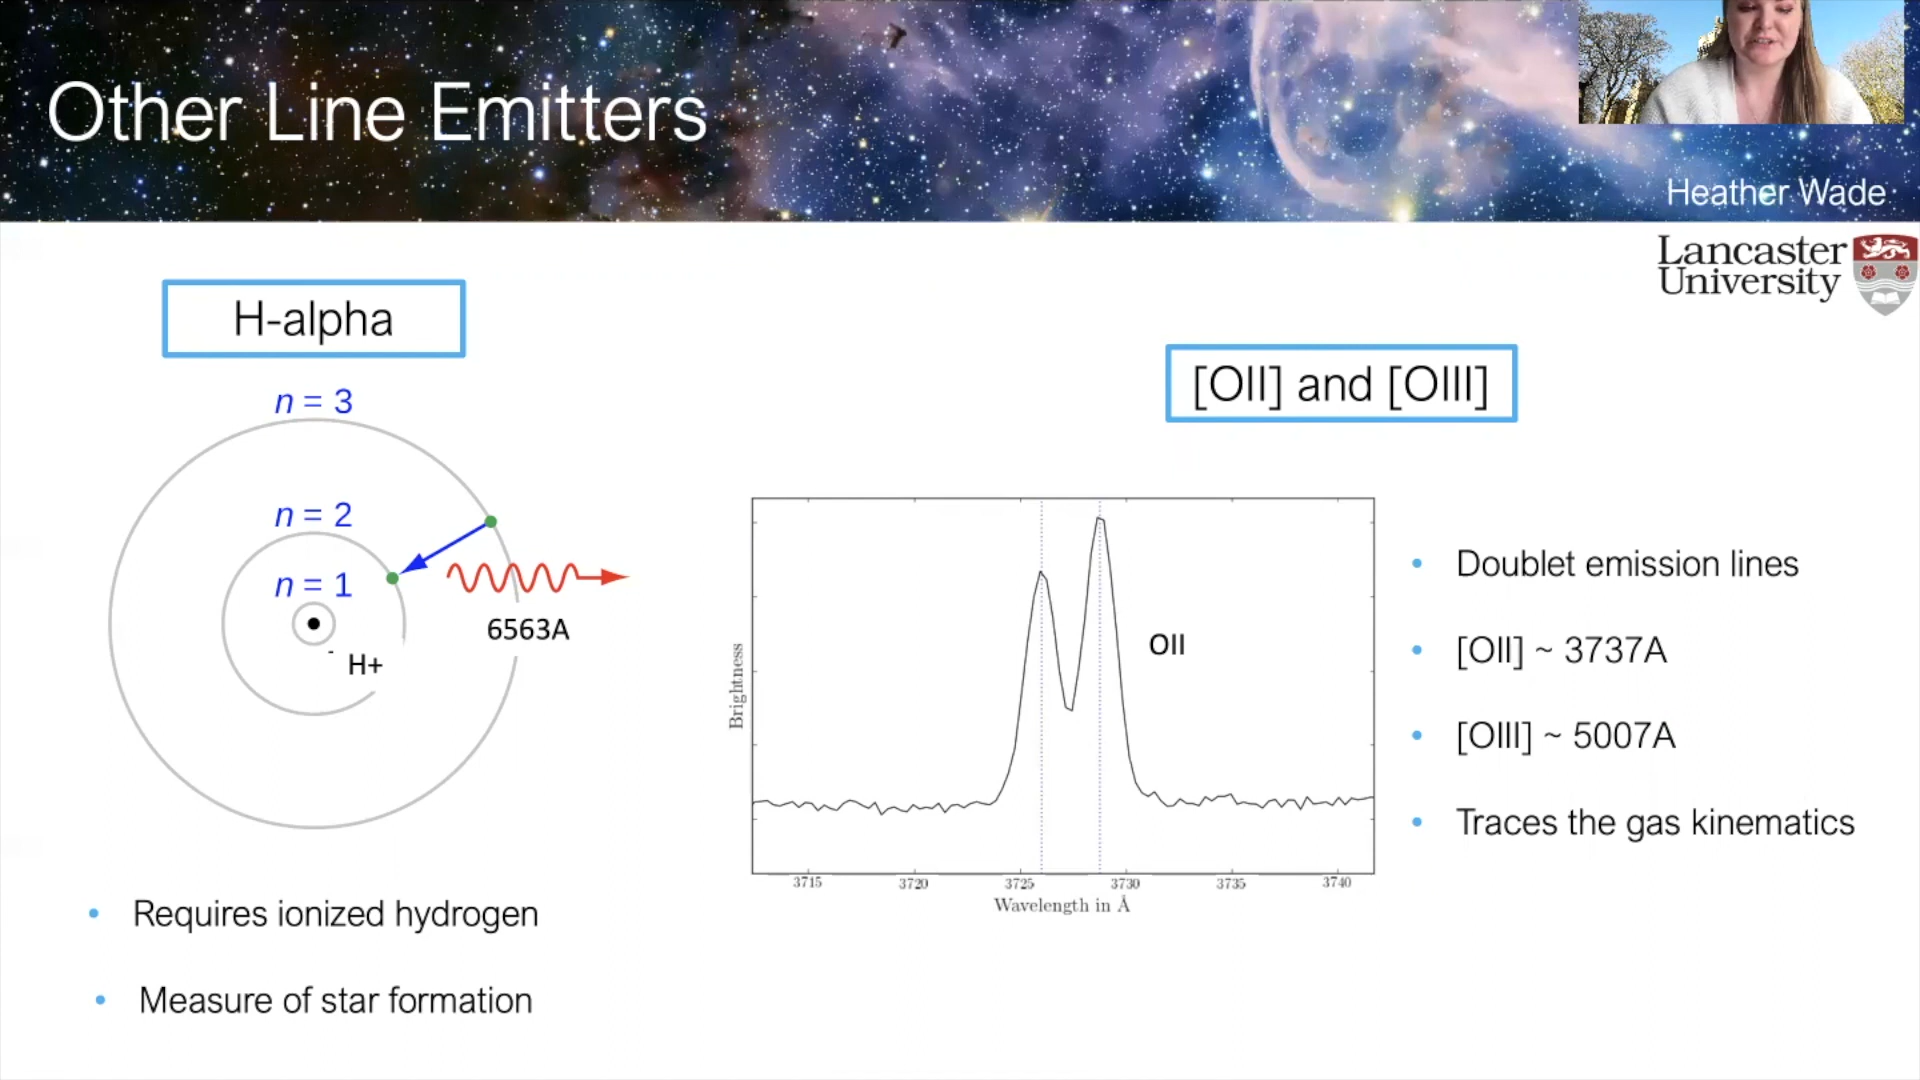 Other Line Emitters
Heather Wade
Lancaster
University
H-alpha
n = 3
n = 2
n = 1
H+
6563A
Requires ionized hydrogen
Measure of star formation
[OII] and [OIII]
Brightness
OII
3715 3720 3725 3730 3735 3740
Wavelength in Å
Doublet emission lines
[OII] ~ 3737A
[OIII] ~ 5007A
Traces the gas kinematics